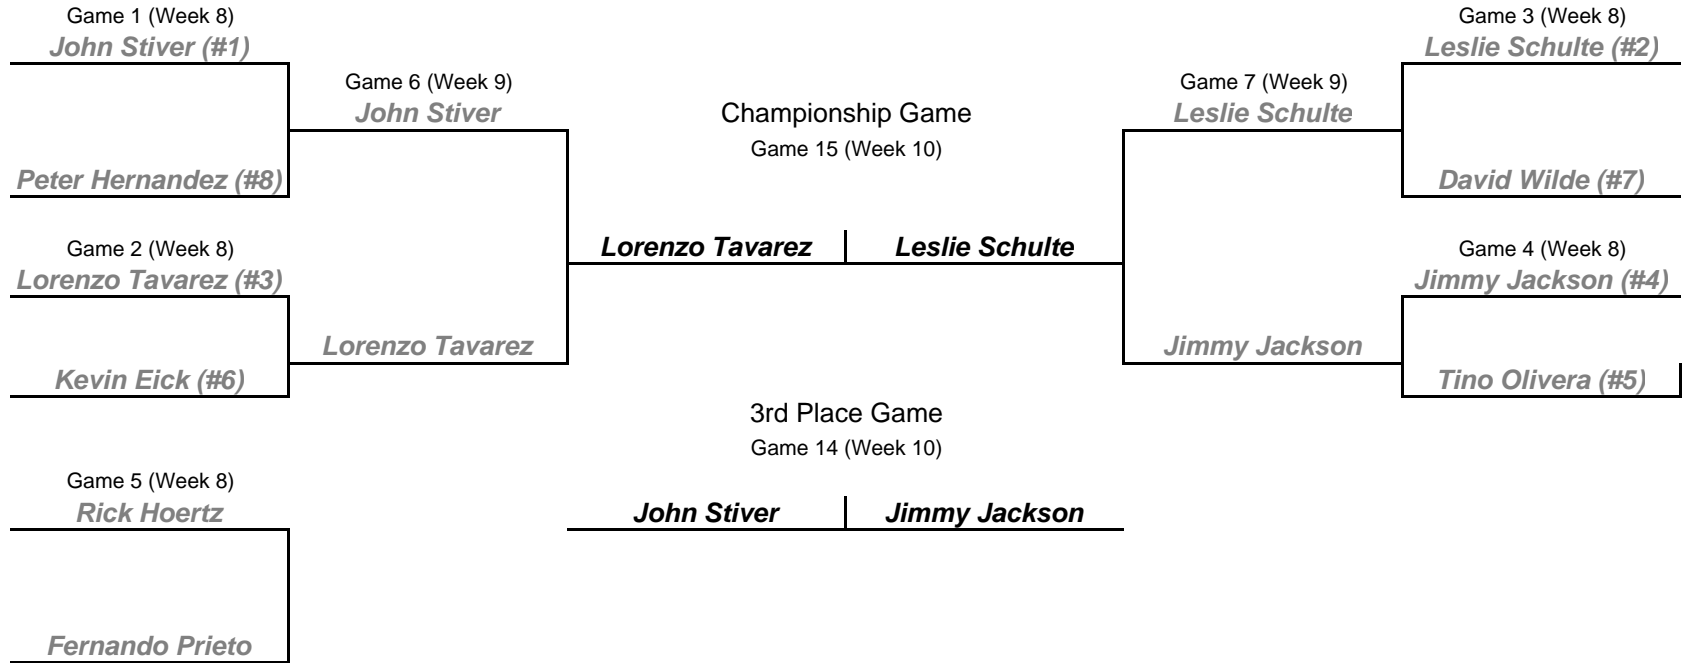 Game 1 (Week 8)
John Stiver (#1)
Peter Hernandez (#8)
Game 2 (Week 8)
Lorenzo Tavarez (#3)
Kevin Eick (#6)
Game 5 (Week 8)
Rick Hoertz
Fernando Prieto
Game 6 (Week 9)
John Stiver
Lorenzo Tavarez
Championship Game
Game 15 (Week 10)
Lorenzo Tavarez
Leslie Schulte
3rd Place Game
Game 14 (Week 10)
John Stiver
Jimmy Jackson
Game 7 (Week 9)
Leslie Schulte
Jimmy Jackson
Game 3 (Week 8)
Leslie Schulte (#2)
David Wilde (#7)
Game 4 (Week 8)
Jimmy Jackson (#4)
Tino Olivera (#5)